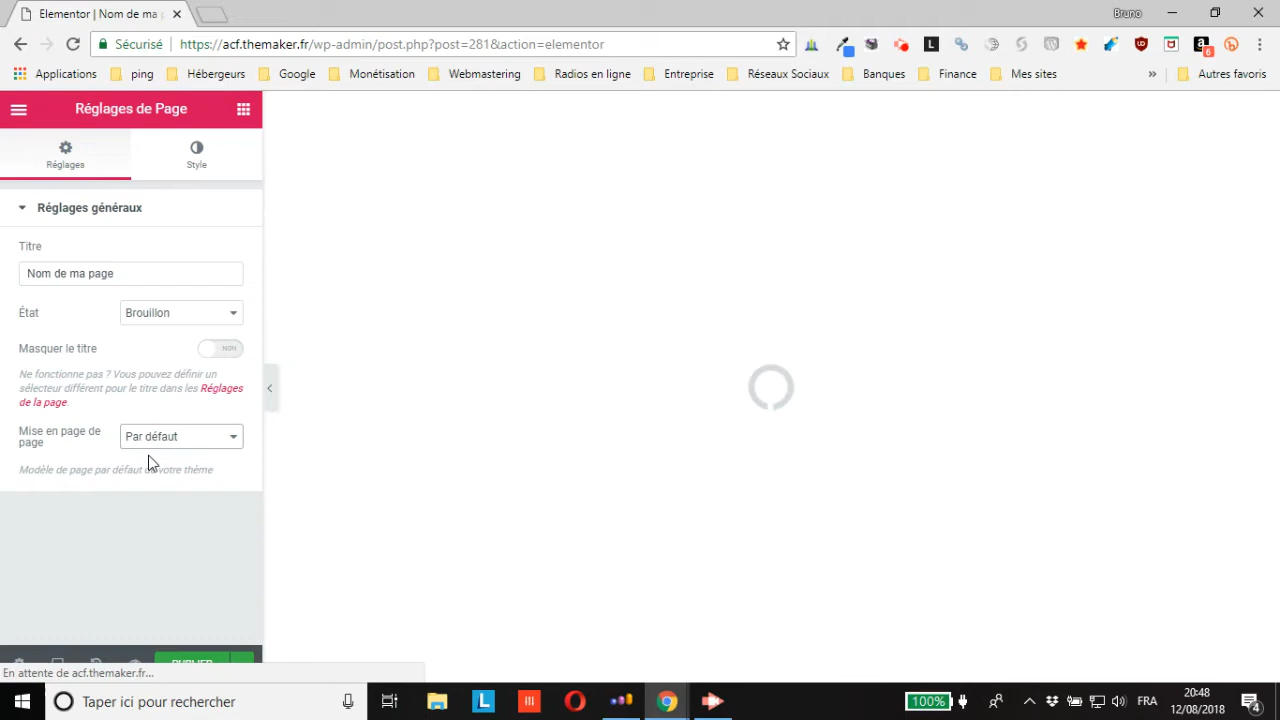 Elementor | Nom de ma p
Bruno
Sécurisé
https://acf.themaker.fr/wp-admin/post.php?post=281&action=elementor
6
Applications
ping
Hébergeurs
Google
Monétisation
Webmastering
Radios en ligne
Entreprise
Réseaux Sociaux
Banques
Finance
Mes sites
»
Autres favoris
Réglages de Page
Réglages
Style
Réglages généraux
Titre
Nom de ma page
État
Brouillon
Masquer le titre
NON
Ne fonctionne pas ? Vous pouvez définir un
sélecteur différent pour le titre dans les Réglages
de la page.
Mise en page de
page
Par défaut
Modèle de page par défaut votre thème
PUBLIER
En attente de acf.themaker.fr...
Taper ici pour rechercher
100%
FRA
20:48
12/08/2018
4